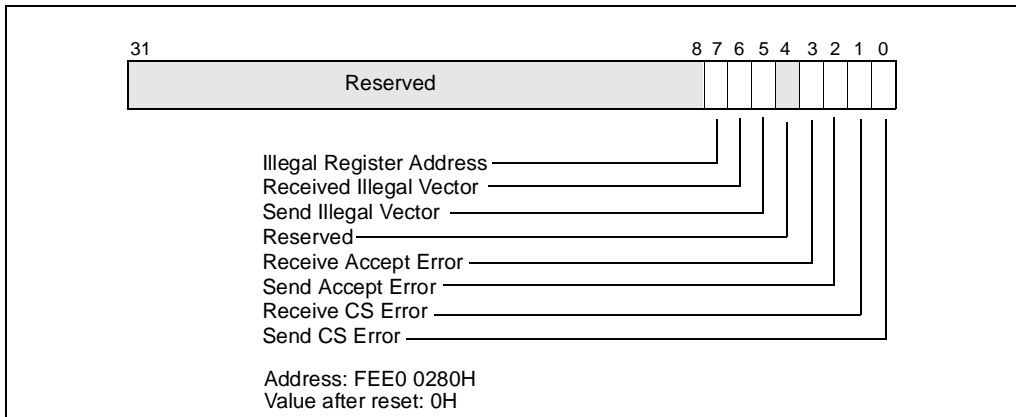 31 8 7 6 5 4 3 2 1 0
Reserved
Illegal Register Address
Received Illegal Vector
Send Illegal Vector
Reserved
Receive Accept Error
Send Accept Error
Receive CS Error
Send CS Error
Address: FEE0 0280H
Value after reset: 0H